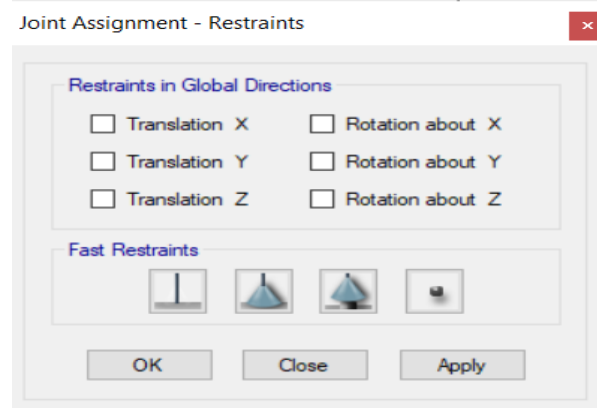 Joint Assignment - Restraints
Restraints in Global Directions
Translation X Rotation about X
Translation Y Rotation about Y
Translation Z Rotation about Z
Fast Restraints
OK Close Apply